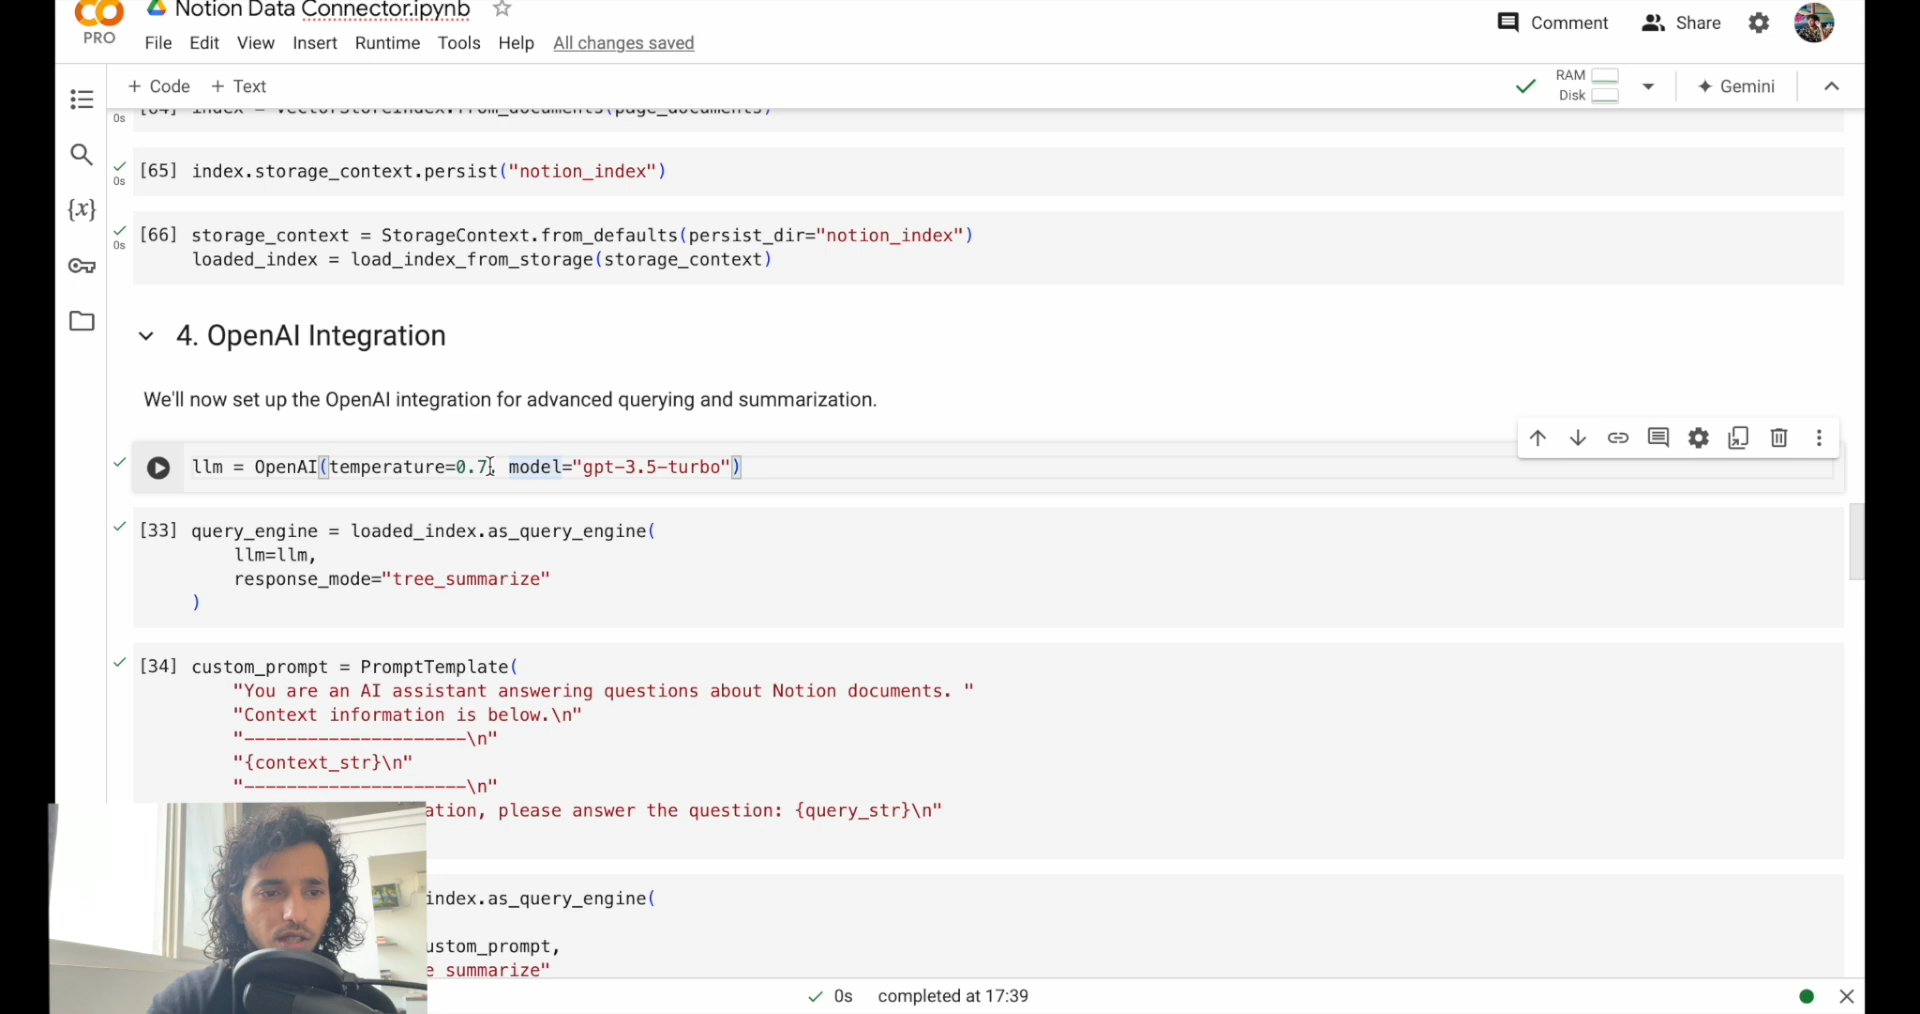 Notion Data Connector.ipynb
PRO
File Edit View Insert Runtime Tools Help All changes saved
Comment Share
+ Code + Text
RAM
Disk
Gemini
0s
[64] index = VectorStoreIndex.from_documents(page_documents)
[65] index.storage_context.persist("notion_index")
0s
[66] storage_context = StorageContext.from_defaults(persist_dir="notion_index")
0s
loaded_index = load_index_from_storage(storage_context)
{x}
4. OpenAI Integration
We'll now set up the OpenAI integration for advanced querying and summarization.
llm = OpenAI(temperature=0.7, model="gpt-3.5-turbo")
[33] query_engine = loaded_index.as_query_engine(
llm=llm,
response_mode="tree_summarize"
)
[34] custom_prompt = PromptTemplate(
"You are an AI assistant answering questions about Notion documents. "
"Context information is below.\n"
"---------------------\n"
"{context_str}\n"
"---------------------\n"
ation, please answer the question: {query_str}\n"
index.as_query_engine(
ustom_prompt,
e_summarize"
0s completed at 17:39